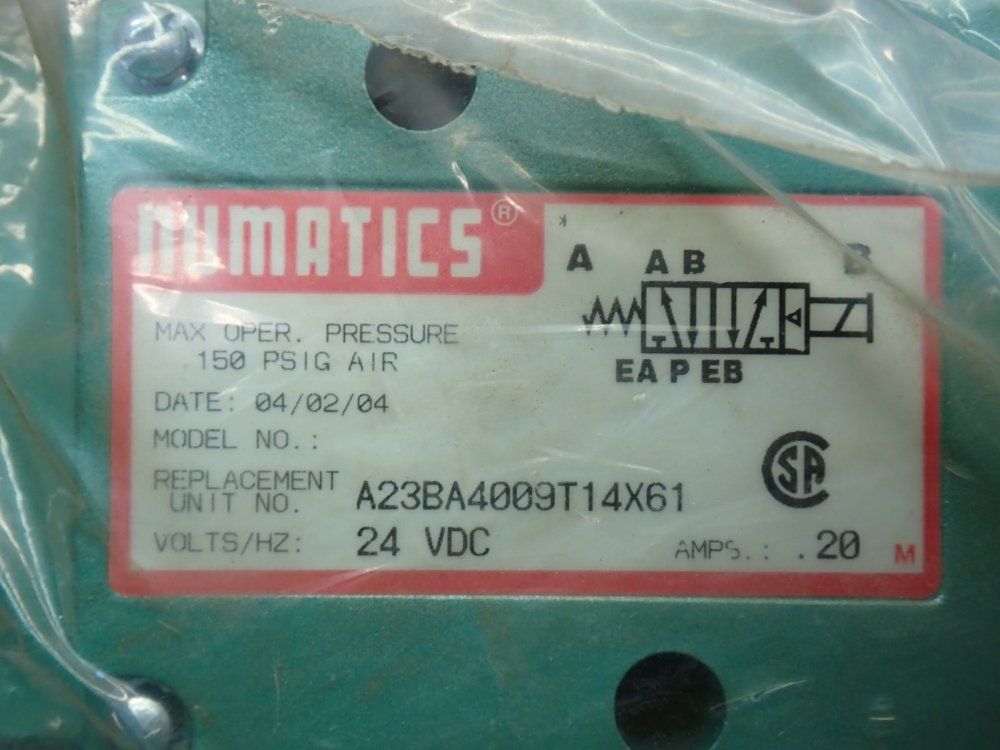 NUMATICS®
*
A A B B
EA P EB
MAX OPER. PRESSURE
150 PSIG AIR
DATE: 04/02/04
MODEL NO.:
SA
REPLACEMENT
UNIT NO. A23BA4009T14X61
VOLTS/HZ: 24 VDC AMPS.: .20 M